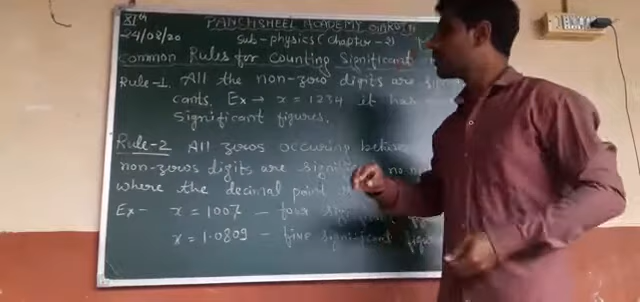 XIth
PANCHSHEEL ACADEMY
24/08/20
Sub-physics (Chapter-2)
Common Rules for Counting Significant
Rule-1. All the non-zero digits are
cants. Ex → x = 1234 it has
significant figures.
Rule-2 All zeros occuring
non-zeros digits are
where the decimal point
Ex- x = 1007 - four
x = 1.0809 - five significant